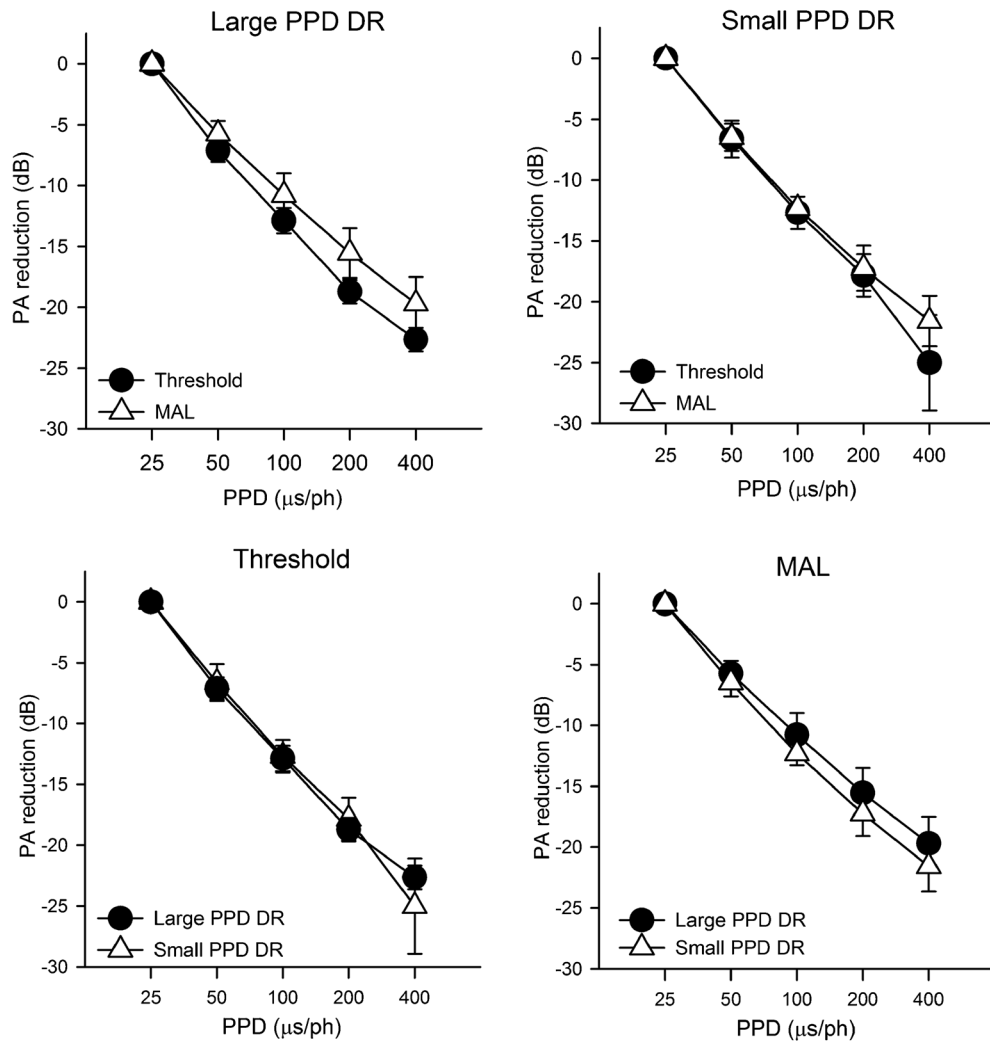 Large PPD DR
PA reduction (dB)
0
-5
-10
-15
-20
-25
-30
Threshold
MAL
25 50 100 200 400
PPD (μs/ph)
Small PPD DR
PA reduction (dB)
0
-5
-10
-15
-20
-25
-30
Threshold
MAL
25 50 100 200 400
PPD (μs/ph)
Threshold
PA reduction (dB)
0
-5
-10
-15
-20
-25
-30
Large PPD DR
Small PPD DR
25 50 100 200 400
PPD (μs/ph)
MAL
PA reduction (dB)
0
-5
-10
-15
-20
-25
-30
Large PPD DR
Small PPD DR
25 50 100 200 400
PPD (μs/ph)